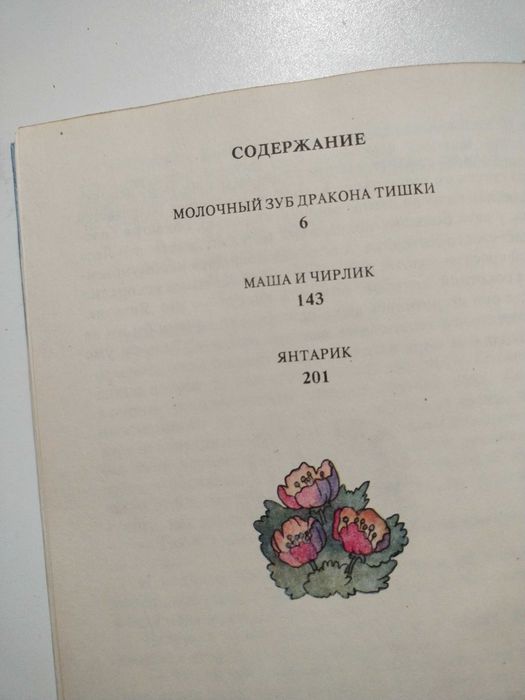 СОДЕРЖАНИЕ
МОЛОЧНЫЙ ЗУБ ДРАКОНА ТИШКИ
6
МАША И ЧИРЛИК
143
ЯНТАРИК
201